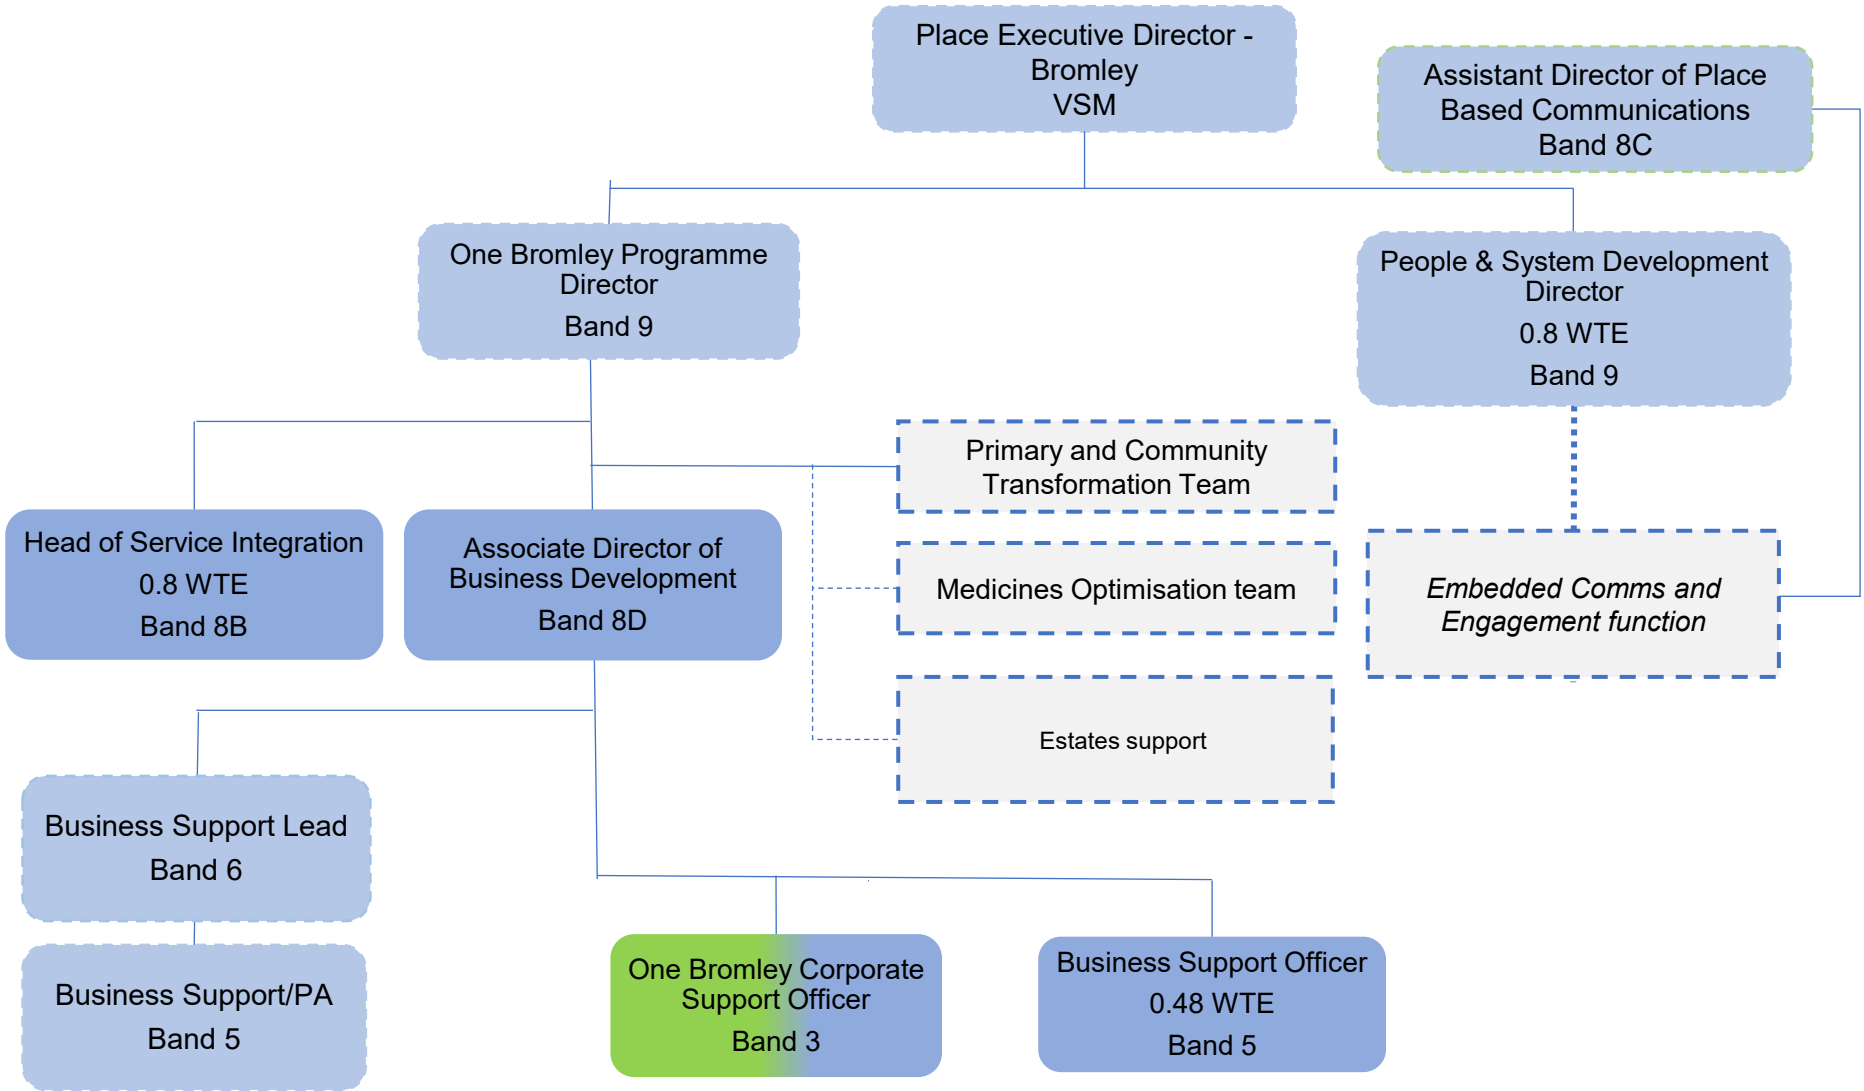 Place Executive Director -
Bromley
VSM
Assistant Director of Place
Based Communications
Band 8C
One Bromley Programme
Director
Band 9
People & System Development
Director
0.8 WTE
Band 9
Primary and Community
Transformation Team
Head of Service Integration
0.8 WTE
Band 8B
Associate Director of
Business Development
Band 8D
Medicines Optimisation team
Embedded Comms and
Engagement function
Estates support
Business Support Lead
Band 6
Business Support/PA
Band 5
One Bromley Corporate
Support Officer
Band 3
Business Support Officer
0.48 WTE
Band 5